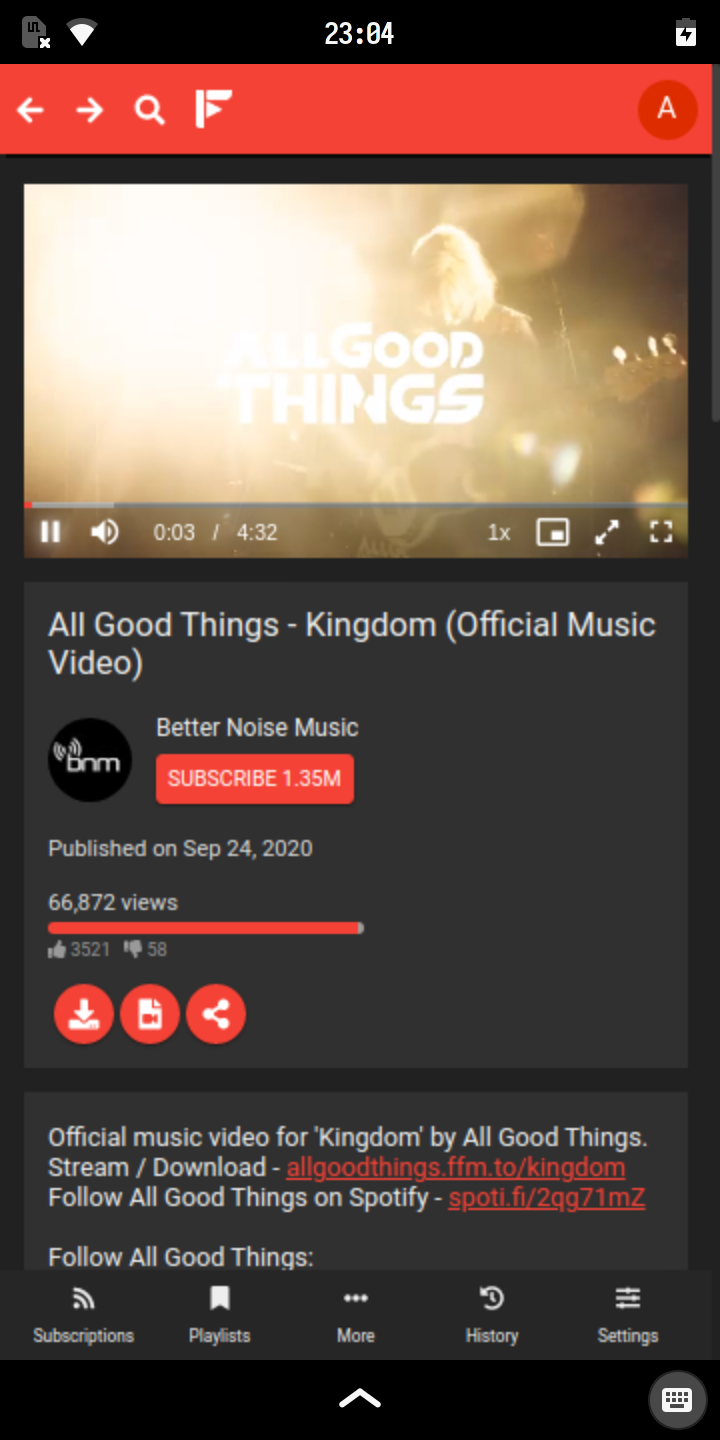 23:04
A
ALL GOOD
THINGS
0:03 / 4:32
1x
All Good Things - Kingdom (Official Music
Video)
bnm
Better Noise Music
SUBSCRIBE 1.35M
Published on Sep 24, 2020
66,872 views
3521 58
Official music video for 'Kingdom' by All Good Things.
Stream / Download - allgoodthings.ffm.to/kingdom
Follow All Good Things on Spotify - spoti.fi/2qg71mZ
Follow All Good Things:
Subscriptions Playlists More History Settings